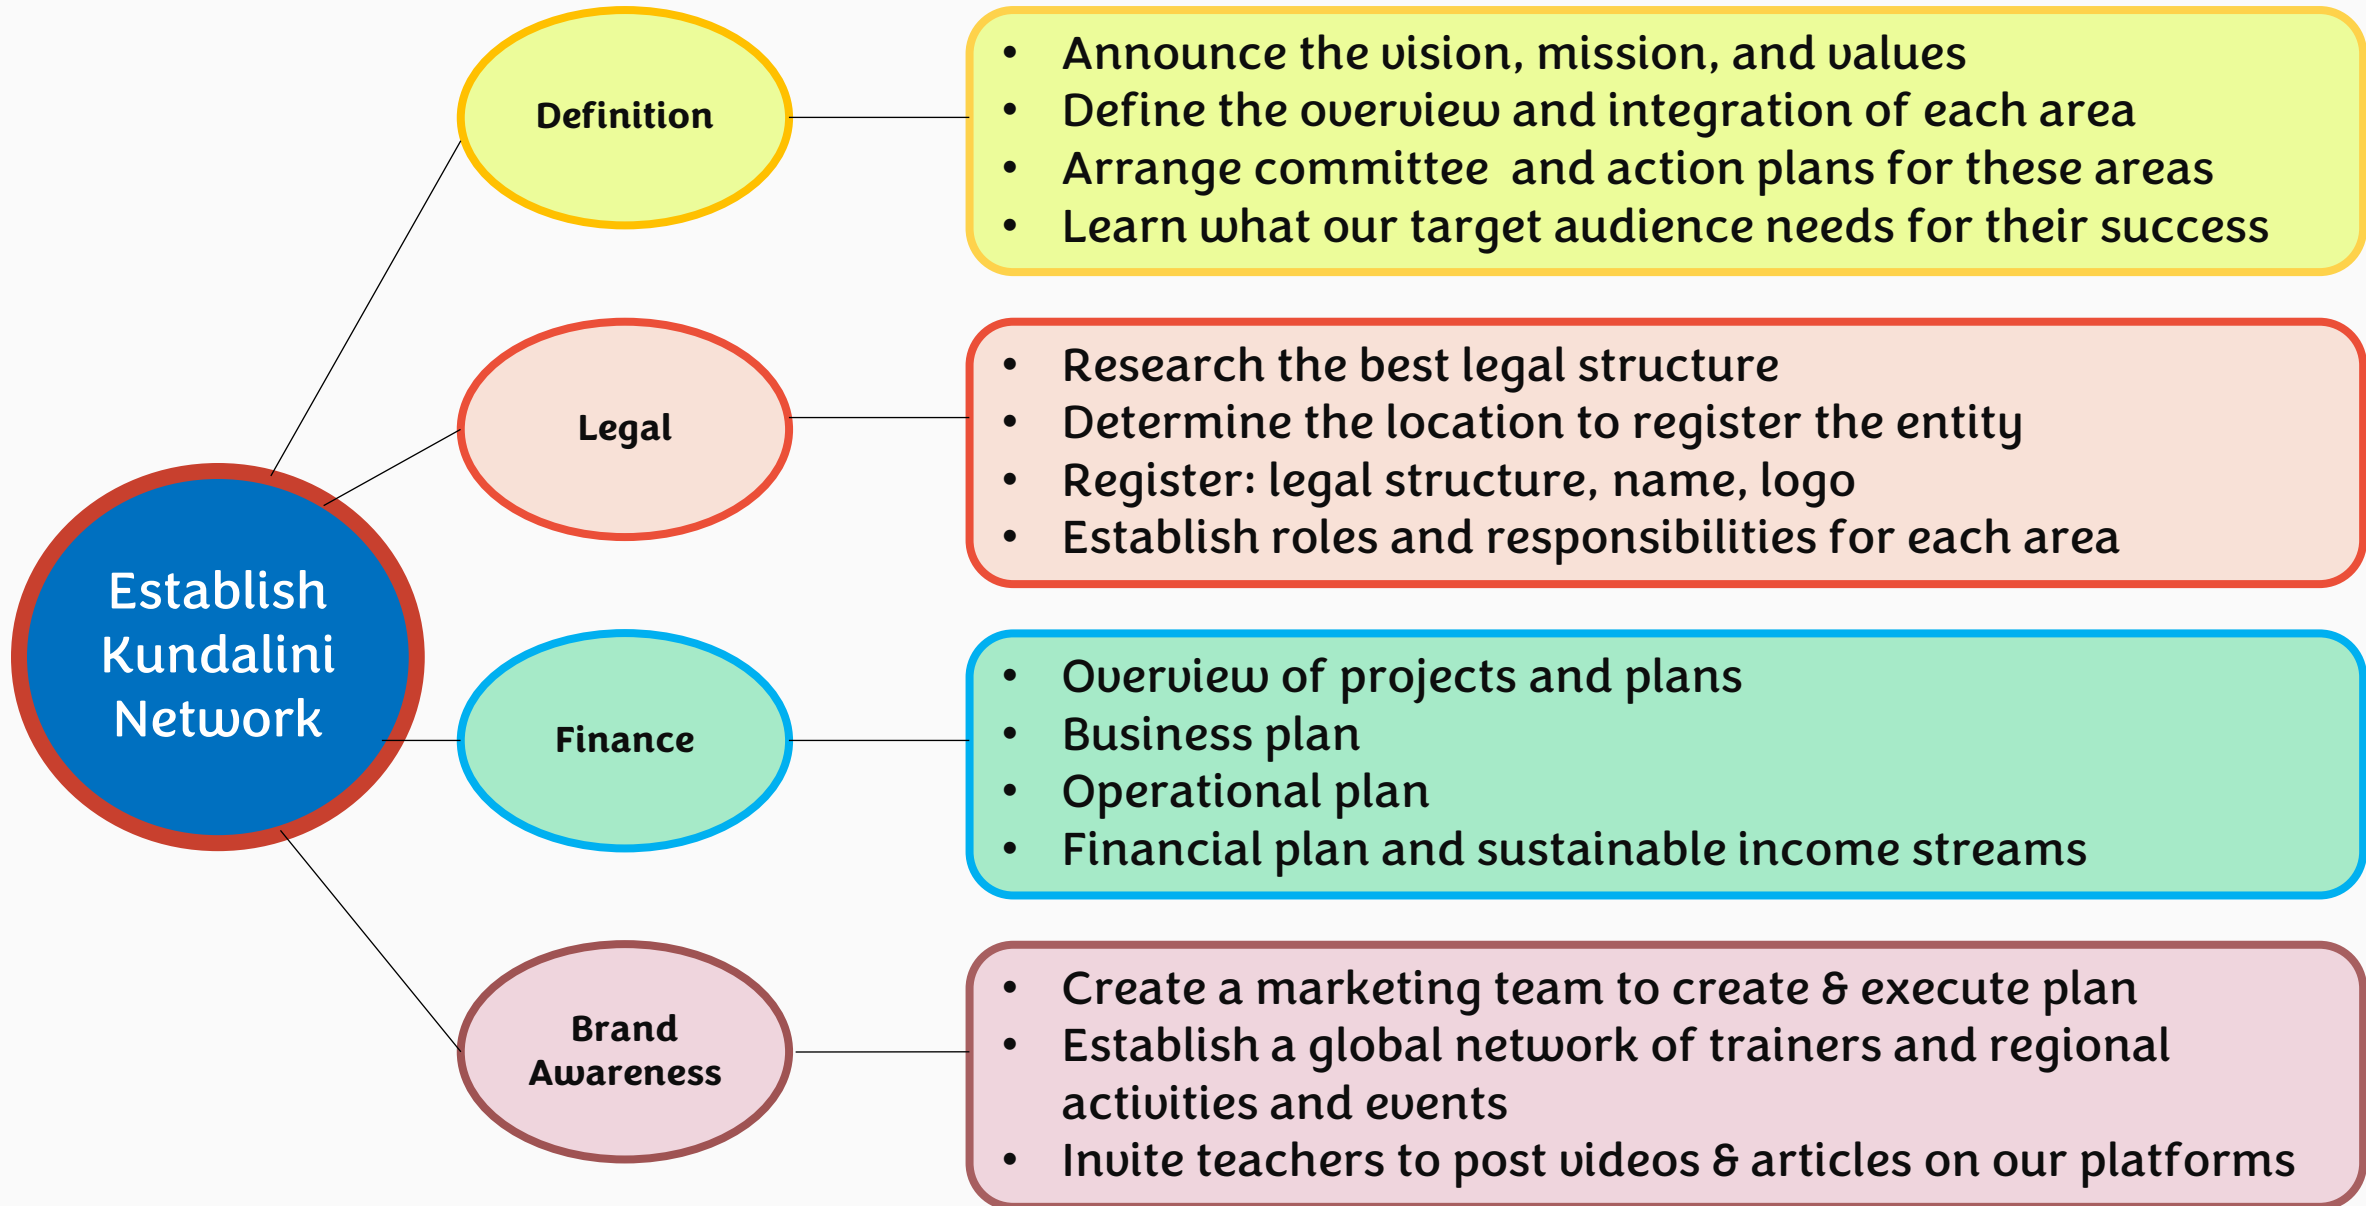 Definition
• Announce the vision, mission, and values
• Define the overview and integration of each area
• Arrange committee  and action plans for these areas
• Learn what our target audience needs for their success
Legal
• Research the best legal structure
• Determine the location to register the entity
• Register: legal structure, name, logo
• Establish roles and responsibilities for each area
Establish
Kundalini
Network
Finance
• Overview of projects and plans
• Business plan
• Operational plan
• Financial plan and sustainable income streams
Brand
Awareness
• Create a marketing team to create & execute plan
• Establish a global network of trainers and regional
activities and events
• Invite teachers to post videos & articles on our platforms